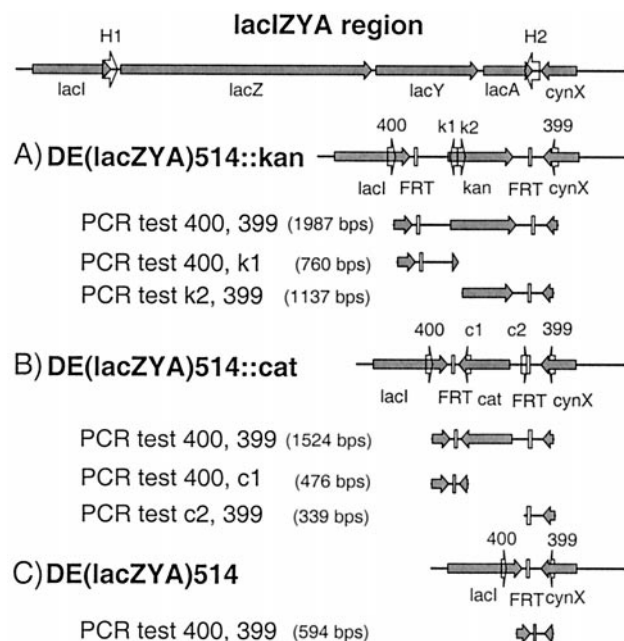 lacIZYA region
H1
H2
lacI
lacZ
lacY
lacA
cynX
A) DE(lacZYA)514::kan
400
k1
k2
399
lacI
FRT
kan
FRT
cynX
PCR test 400, 399 (1987 bps)
PCR test 400, k1 (760 bps)
PCR test k2, 399 (1137 bps)
B) DE(lacZYA)514::cat
400
c1
c2
399
lacI
FRT
cat
FRT
cynX
PCR test 400, 399 (1524 bps)
PCR test 400, c1 (476 bps)
PCR test c2, 399 (339 bps)
C) DE(lacZYA)514
400
399
lacI
FRT
cynX
PCR test 400, 399 (594 bps)